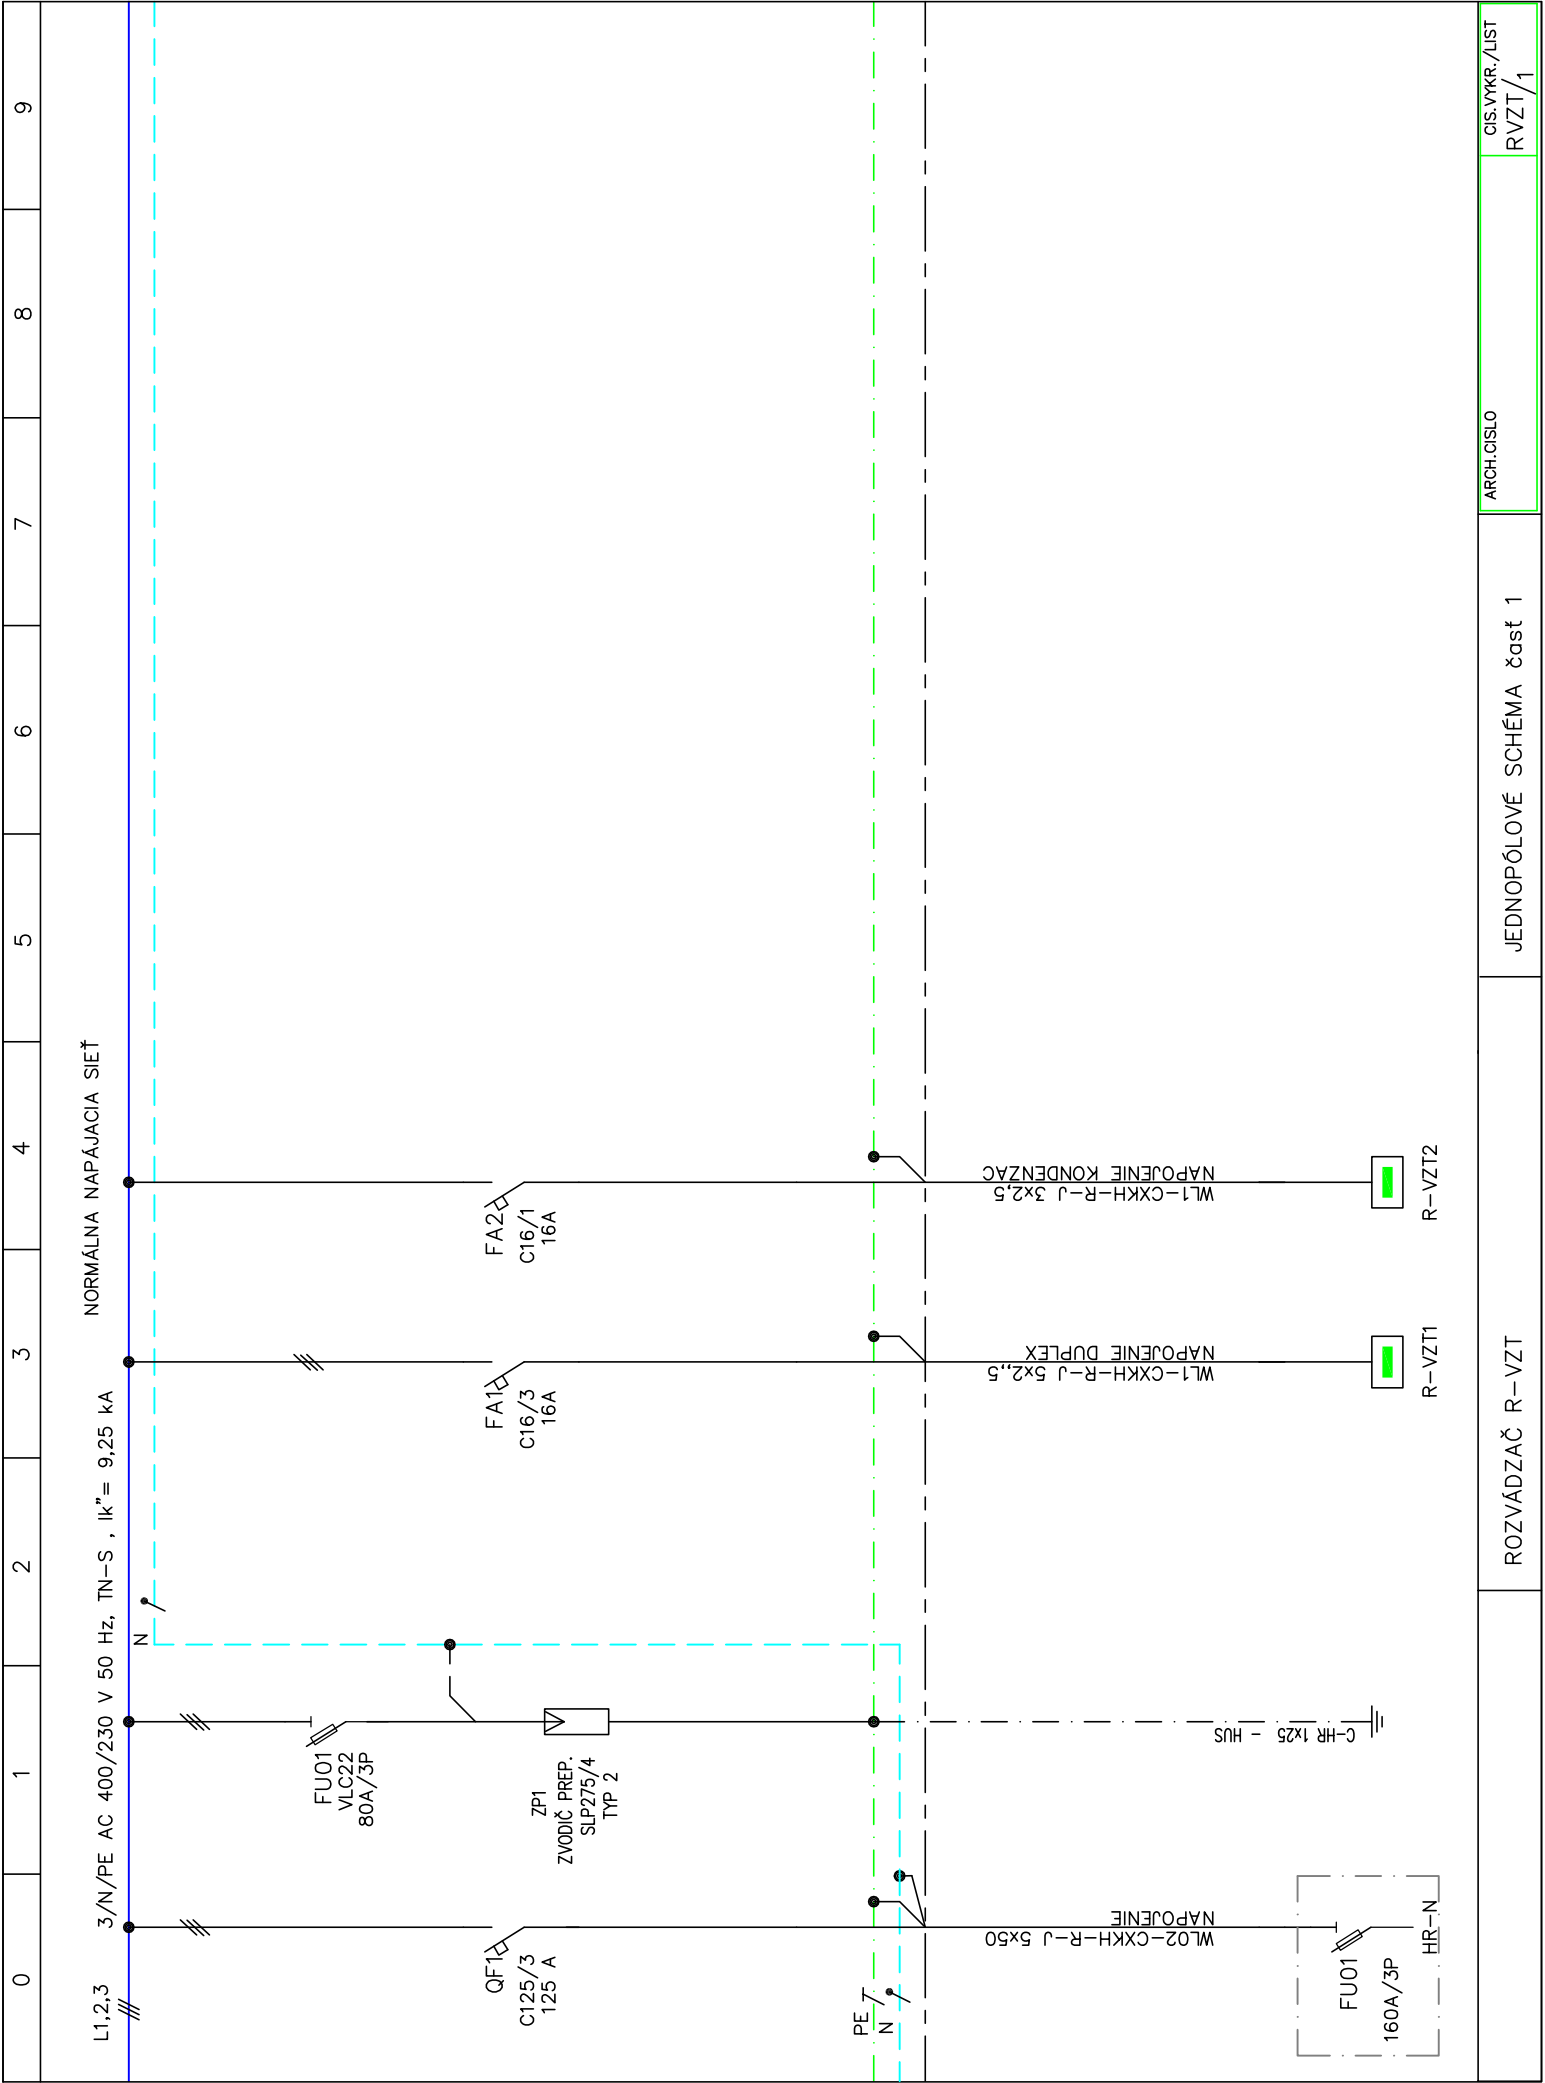 0 1 2 3 4 5 6 7 8 9
NORMÁLNA NAPÁJACIA SIEŤ
3/N/PE AC 400/230 V 50 Hz, TN-S , Ik"= 9,25 kA
L1,2,3
N
FU01
VLC22
80A/3P
QF1
C125/3
125 A
ZP1
ZVODIČ PREP.
SLP275/4
TYP 2
FA1
C16/3
16A
FA2
C16/1
16A
PE
N
WL02-CXKH-R-J 5x50
NAPOJENIE
C-HR 1x25 - HUS
WL1-CXKH-R-J 5x2,5
NAPOJENIE DUPLEX
WL1-CXKH-R-J 3x2,5
NAPOJENIE KONDENZAC
FU01
160A/3P
HR-N
R-VZT1
R-VZT2
ROZVÁDZAČ R-VZT
JEDNOPÓLOVÉ SCHÉMA časť 1
ARCH.CISLO
CIS.VYKR./LIST
RVZT/1